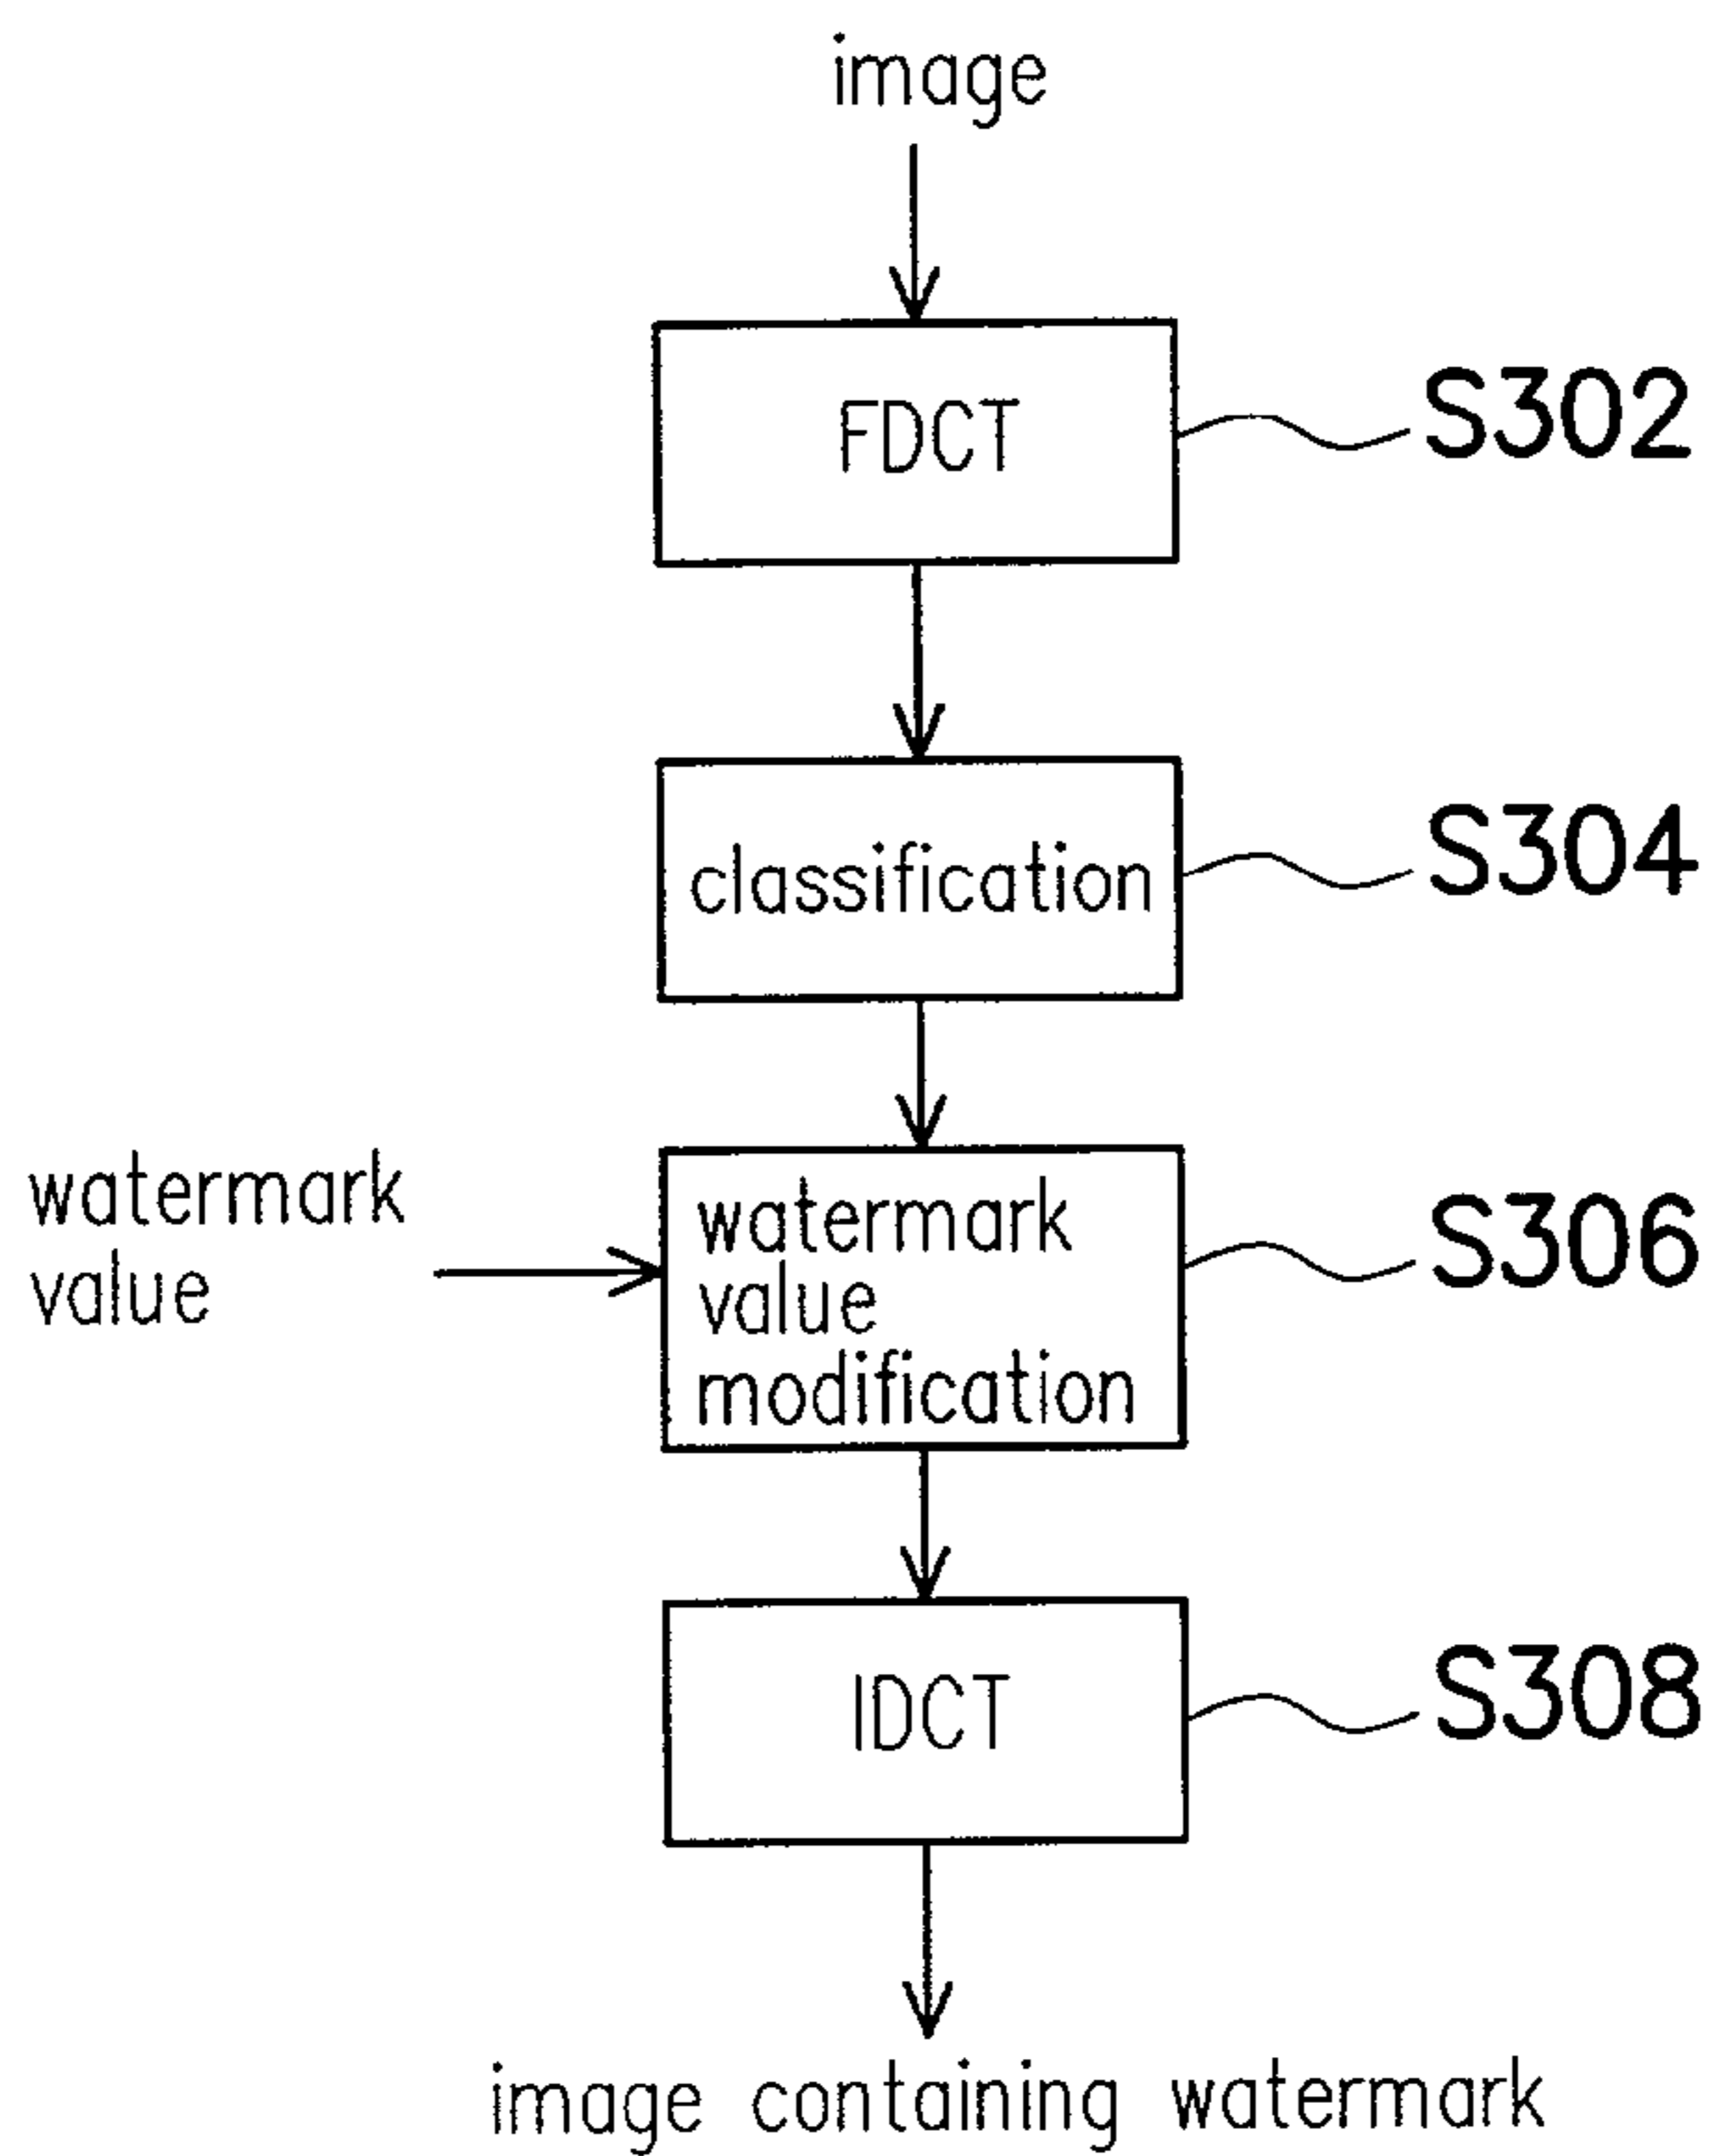 image
FDCT
S302
classification
S304
watermark
value
watermark
value
modification
S306
IDCT
S308
image containing watermark